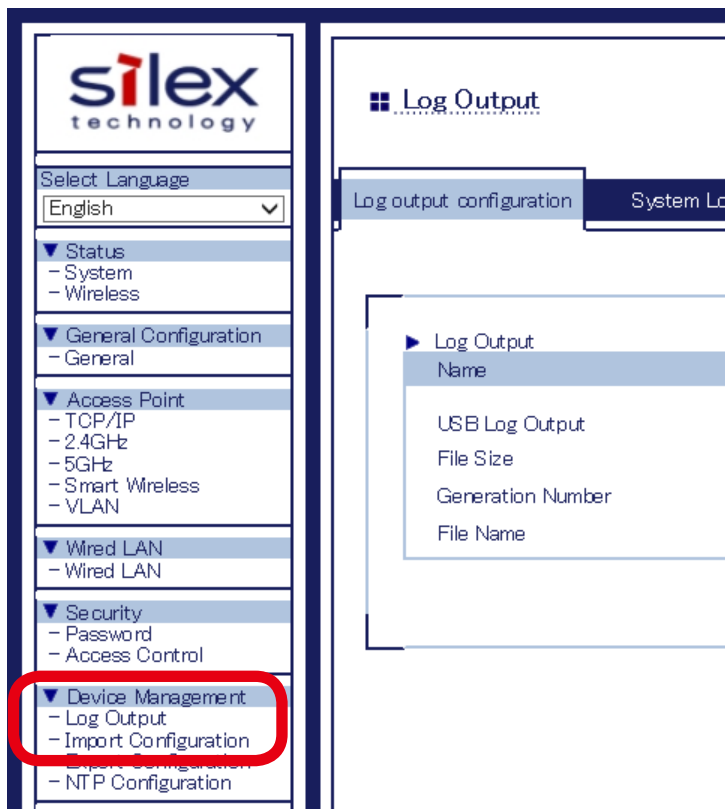 silex
technology
Select Language
English
▼ Status
- System
- Wireless
▼ General Configuration
- General
▼ Access Point
- TCP/IP
- 2.4GHz
- 5GHz
- Smart Wireless
- VLAN
▼ Wired LAN
- Wired LAN
▼ Security
- Password
- Access Control
▼ Device Management
- Log Output
- Import Configuration
- Export Configuration
- NTP Configuration
Log Output
Log output configuration
System Lo
▶ Log Output
Name
USB Log Output
File Size
Generation Number
File Name